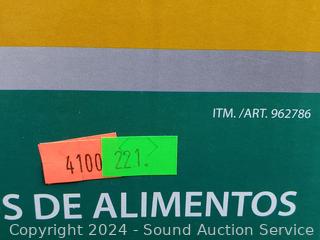 ITM. /ART. 962786
4100 221.
S DE ALIMENTOS
Copyright 2024 - Sound Auction Service